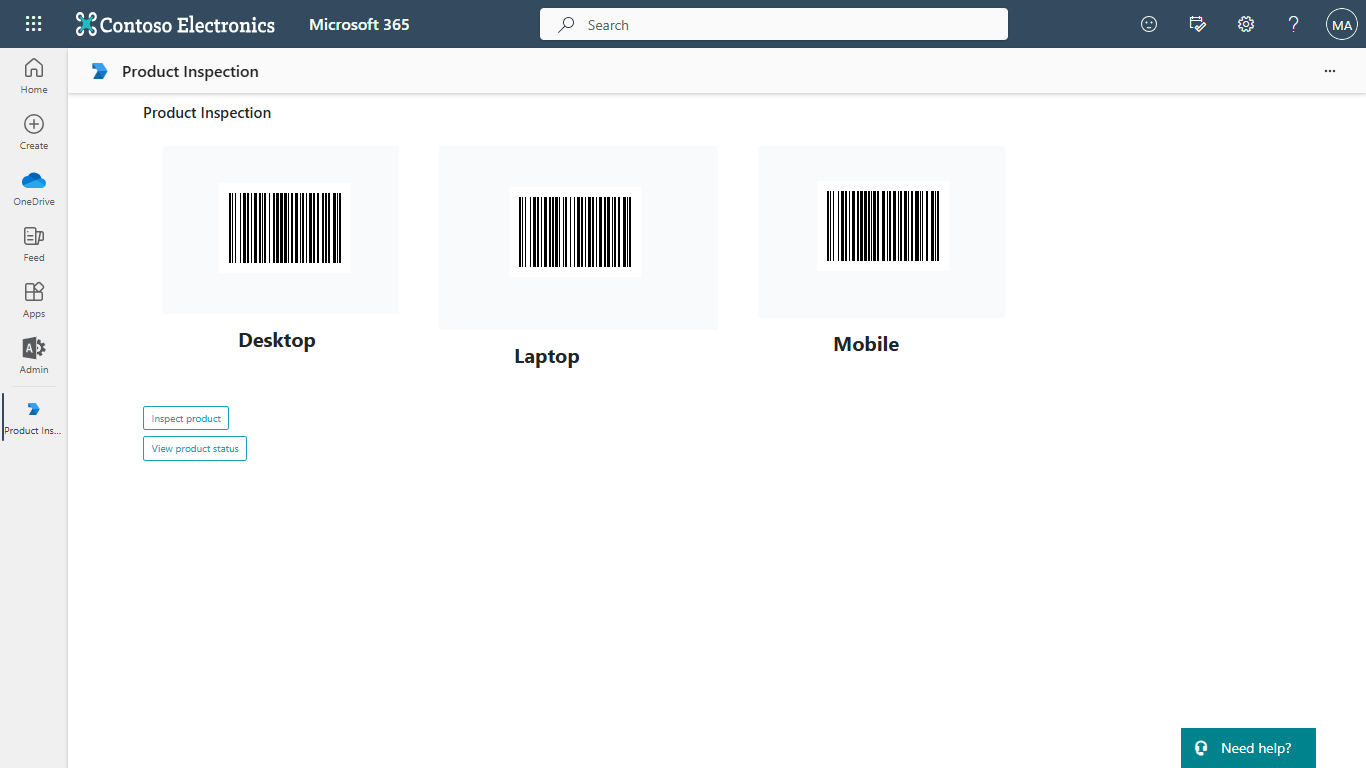 Contoso Electronics Microsoft 365 Search ? MA
Home
Create
OneDrive
Feed
Apps
A
Admin
Product Ins...
Product Inspection ...
Product Inspection
Desktop
Laptop
Mobile
Inspect product
View product status
Need help?